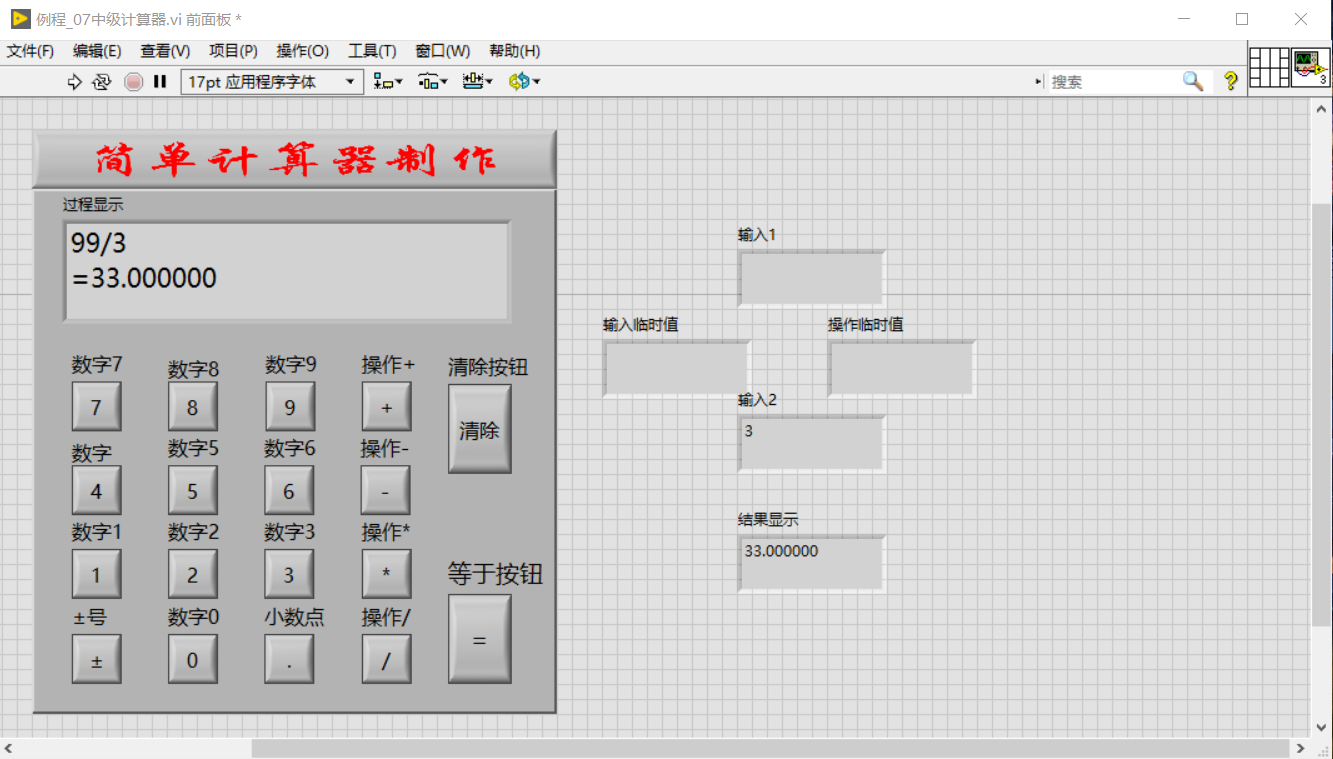 例程_07中级计算器.vi 前面板 *
文件(F) 编辑(E) 查看(V) 项目(P) 操作(O) 工具(T) 窗口(W) 帮助(H)
17pt 应用程序字体
搜索
3
简单计算器制作
过程显示
99/3
=33.000000
数字7 数字8 数字9 操作+ 清除按钮
7 8 9 + 清除
数字 数字5 数字6 操作-
4 5 6 -
数字1 数字2 数字3 操作* 等于按钮
1 2 3 *
±号 数字0 小数点 操作/
± 0 . / =
输入1
输入临时值 操作临时值
输入2
3
结果显示
33.000000